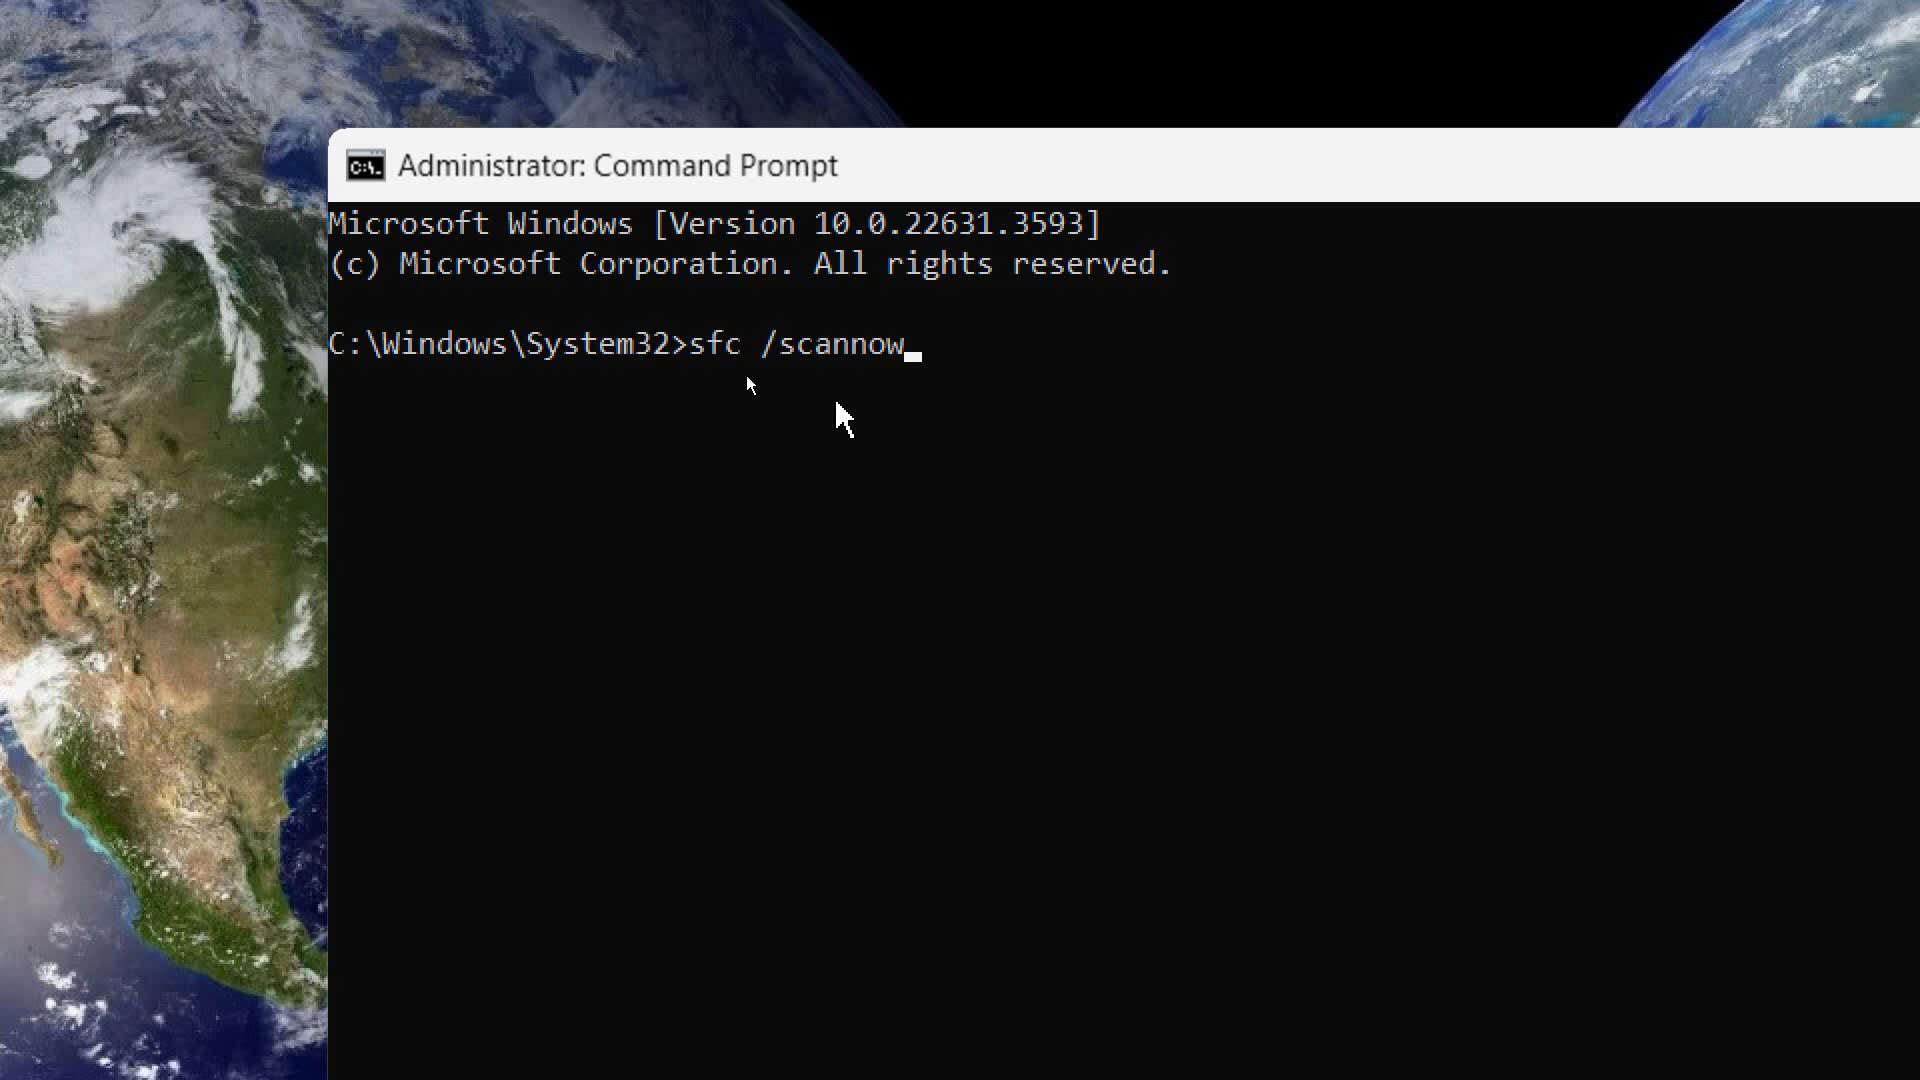 Administrator: Command Prompt
Microsoft Windows [Version 10.0.22631.3593]
(c) Microsoft Corporation. All rights reserved.
C:\Windows\System32>sfc /scannow